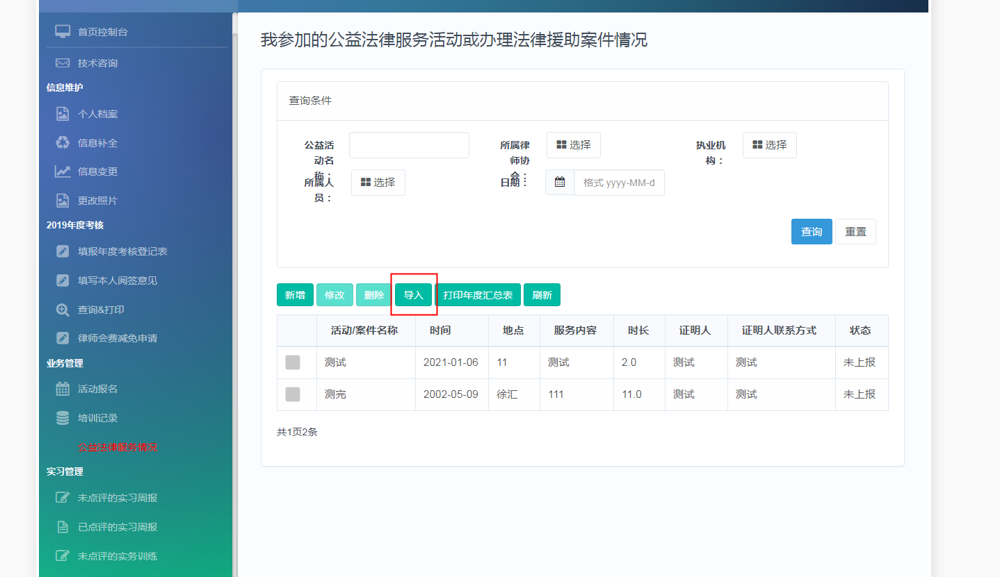 首页控制台
技术咨询
信息维护
个人档案
信息补全
信息变更
更改照片
2019年度考核
填报年度考核登记表
填写本人阅签意见
查询&打印
律师会费减免申请
业务管理
活动报名
培训记录
公益法律服务情况
实习管理
未点评的实习周报
已点评的实习周报
未点评的实务训练
我参加的公益法律服务活动或办理法律援助案件情况
查询条件
公益活动名称：
所属律师协会：
选择
执业机构：
选择
所属人员：
选择
日期：
格式 yyyy-MM-d
查询 重置
新增 修改 删除 导入 打印年度汇总表 刷新
活动/案件名称 时间 地点 服务内容 时长 证明人 证明人联系方式 状态
测试 2021-01-06 11 测试 2.0 测试 测试 未上报
测完 2002-05-09 徐汇 111 11.0 测试 测试 未上报
共1页2条